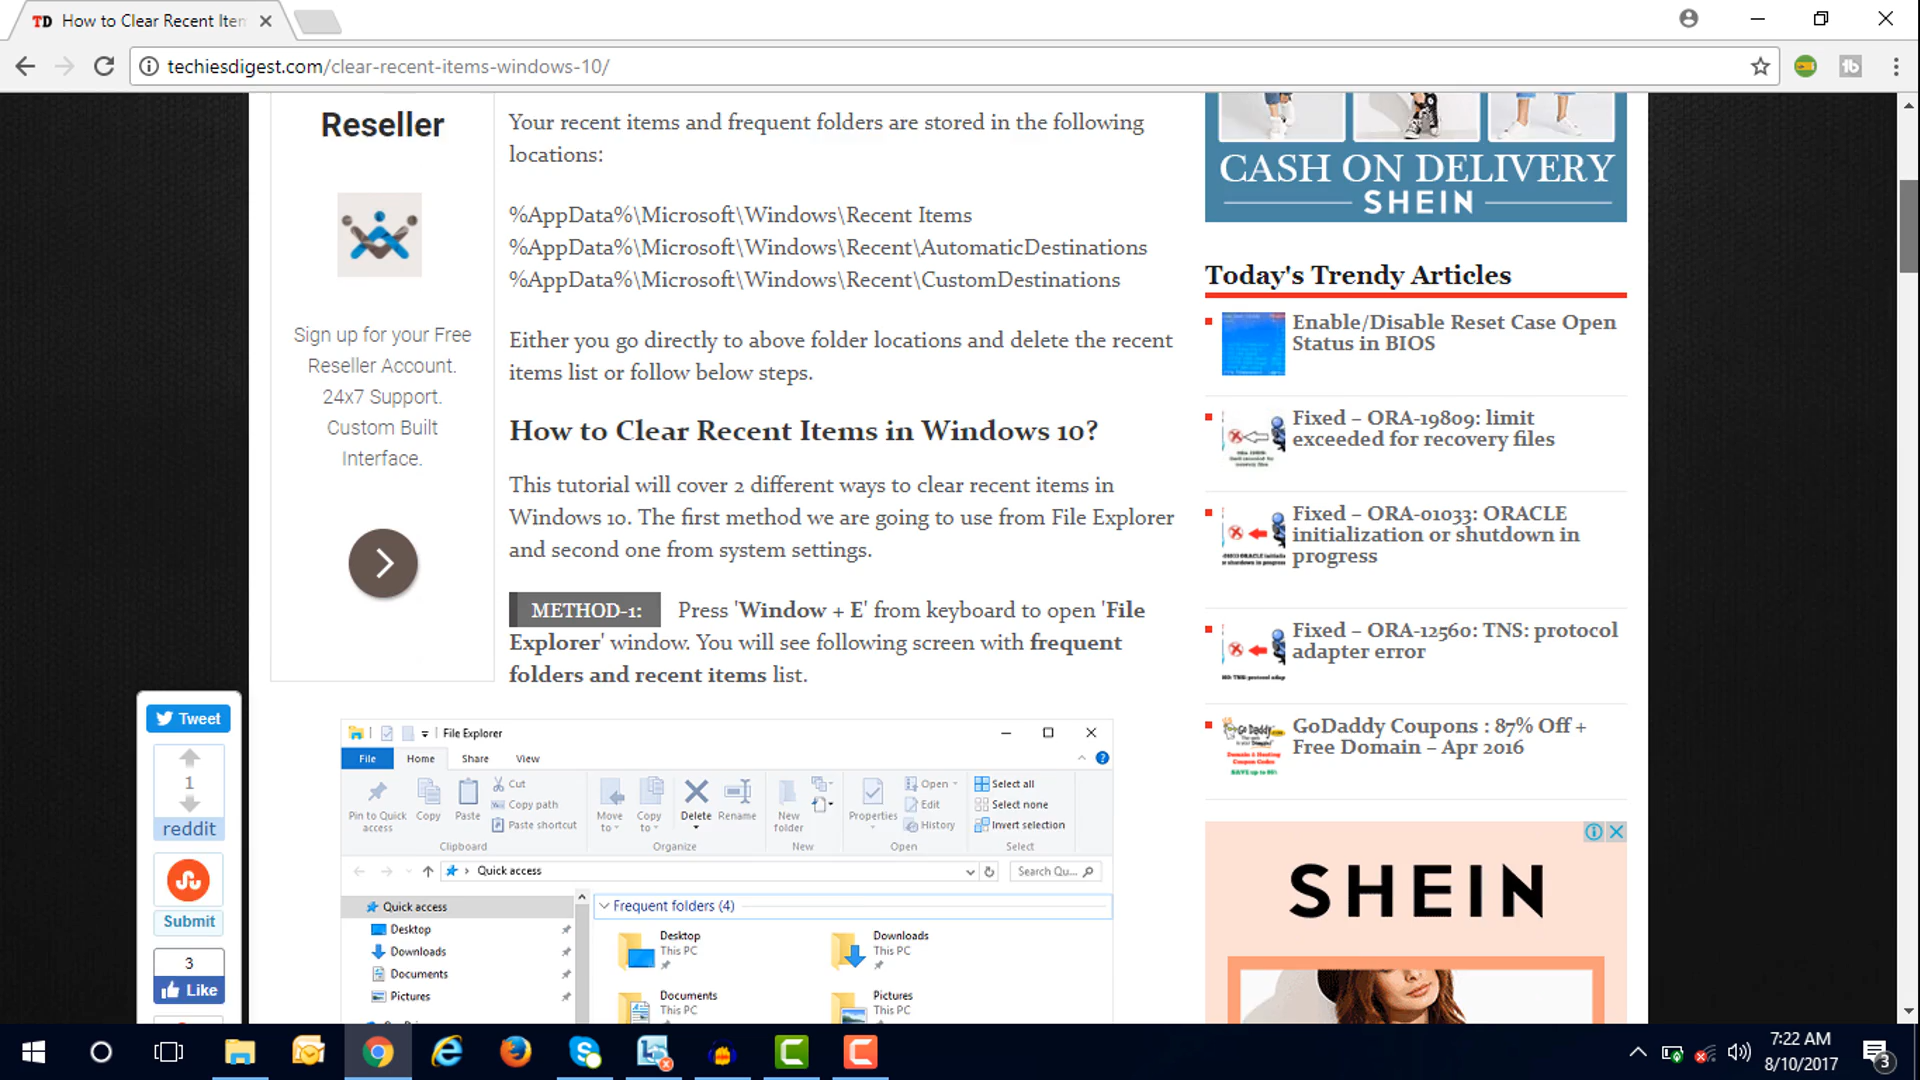 TD How to Clear Recent Iten
techiesdigest.com/clear-recent-items-windows-10/
Reseller
Sign up for your Free
Reseller Account.
24x7 Support.
Custom Built
Interface.
Tweet
1
reddit
Submit
3
Like
Your recent items and frequent folders are stored in the following
locations:
%AppData%\Microsoft\Windows\Recent Items
%AppData%\Microsoft\Windows\Recent\AutomaticDestinations
%AppData%\Microsoft\Windows\Recent\CustomDestinations
Either you go directly to above folder locations and delete the recent
items list or follow below steps.
How to Clear Recent Items in Windows 10?
This tutorial will cover 2 different ways to clear recent items in
Windows 10. The first method we are going to use from File Explorer
and second one from system settings.
METHOD-1: Press 'Window + E' from keyboard to open 'File
Explorer' window. You will see following screen with frequent
folders and recent items list.
File Explorer
File Home Share View
Pin to Quick
access
Copy
Paste
Cut
Copy path
Paste shortcut
Clipboard
Move
to
Copy
to
Delete
Rename
Organize
New
folder
New
Properties
Open
Edit
History
Open
Select all
Select none
Invert selection
Select
Quick access
Search Qu...
Quick access
Desktop
Downloads
Documents
Pictures
Frequent folders (4)
Desktop
This PC
Downloads
This PC
Documents
This PC
Pictures
This PC
CASH ON DELIVERY
SHEIN
Today's Trendy Articles
Enable/Disable Reset Case Open
Status in BIOS
Fixed – ORA-19809: limit
exceeded for recovery files
Fixed – ORA-01033: ORACLE
initialization or shutdown in
progress
Fixed – ORA-12560: TNS: protocol
adapter error
GoDaddy Coupons : 87% Off +
Free Domain – Apr 2016
SHEIN
7:22 AM
8/10/2017
3